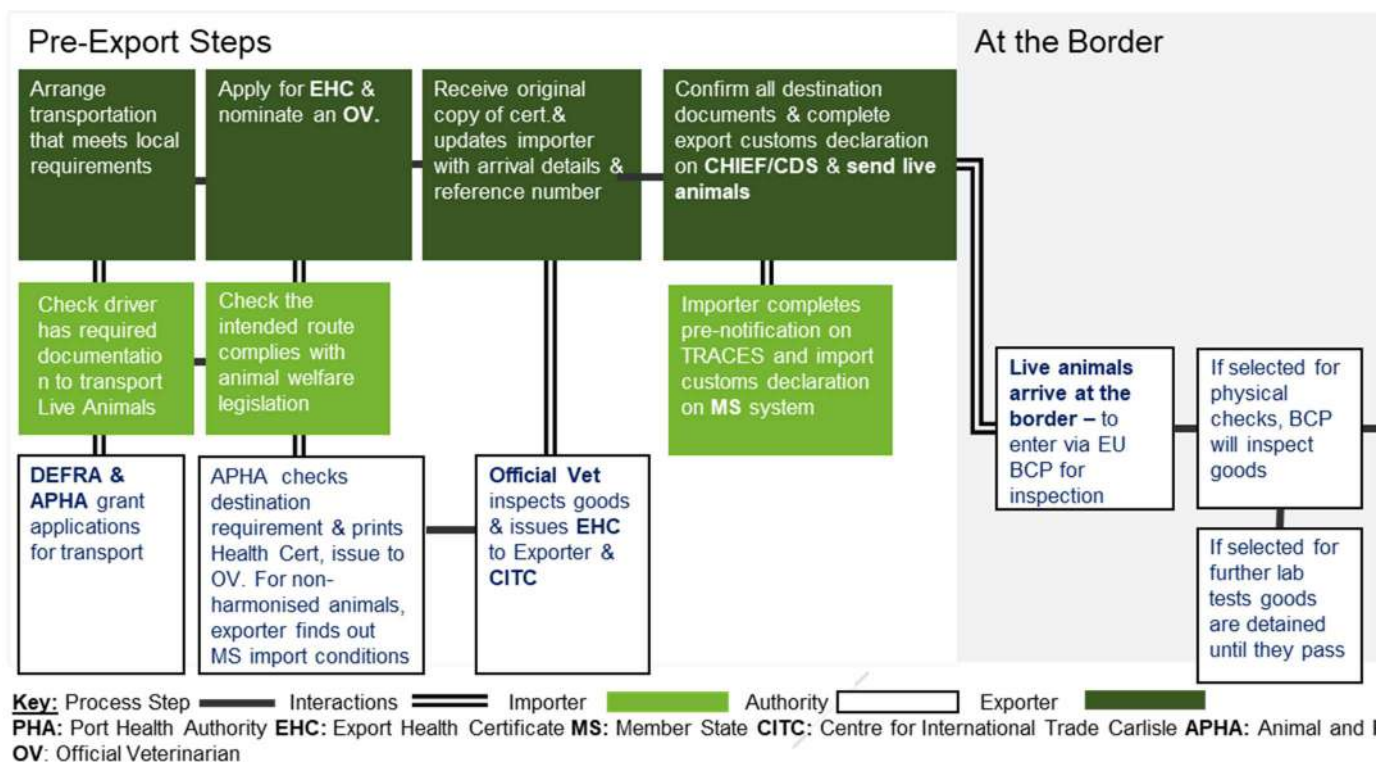 Pre-Export Steps
At the Border
Arrange
transportation
that meets local
requirements
Apply for EHC &
nominate an OV.
Receive original
copy of cert.&
updates importer
with arrival details &
reference number
Confirm all destination
documents & complete
export customs declaration
on CHIEF/CDS & send live
animals
Check driver
has required
documentatio
n to transport
Live Animals
Check the
intended route
complies with
animal welfare
legislation
Importer completes
pre-notification on
TRACES and import
customs declaration
on MS system
DEFRA &
APHA grant
applications
for transport
APHA checks
destination
requirement & prints
Health Cert, issue to
OV. For non-
harmonised animals,
exporter finds out
MS import conditions
Official Vet
inspects goods
& issues EHC
to Exporter &
CITC
Live animals
arrive at the
border – to
enter via EU
BCP for
inspection
If selected for
physical
checks, BCP
will inspect
goods
If selected for
further lab
tests goods
are detained
until they pass
Key: Process Step Interactions Importer Authority Exporter
PHA: Port Health Authority EHC: Export Health Certificate MS: Member State CITC: Centre for International Trade Carlisle APHA: Animal and
OV: Official Veterinarian